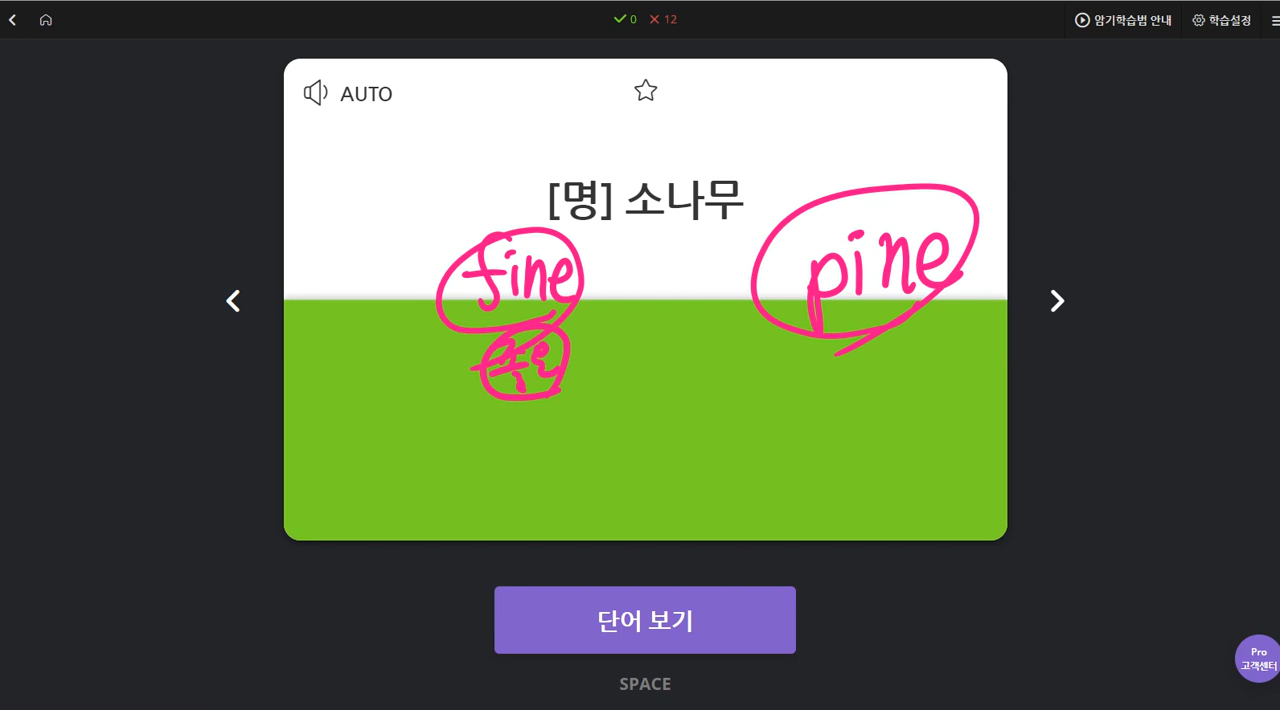 0 12 암기학습법 안내 학습설정
AUTO
[명] 소나무
fine
pine
단어 보기
SPACE
Pro
고객센터